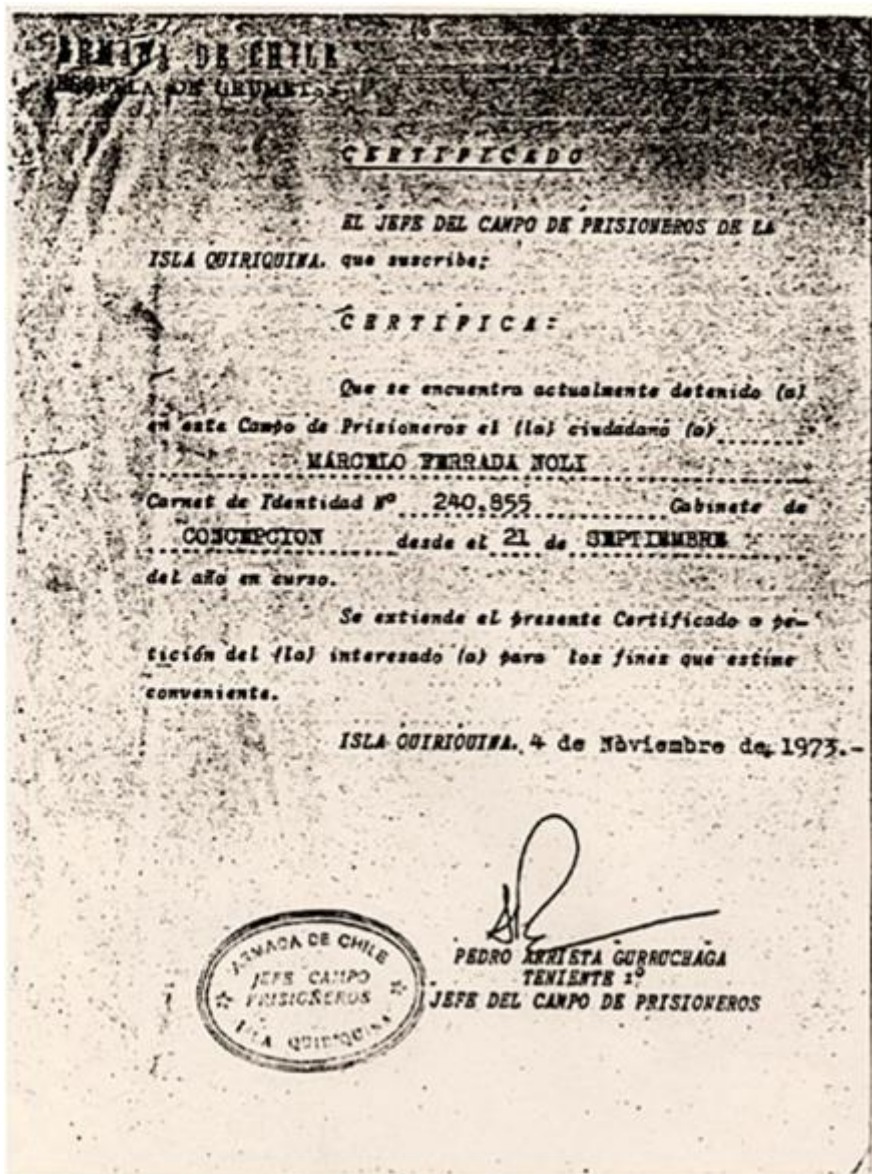 ARMADA DE CHILE
ESCUELA DE GRUMETES
CERTIFICADO
EL JEFE DEL CAMPO DE PRISIONEROS DE LA
ISLA QUIRIQUINA. que suscribe:
CERTIFICA:
Que se encuentra actualmente detenido (a)
en este Campo de Prisioneros el (la) ciudadano (a)
MARCELO FERRADA NOLI
Carnet de Identidad Nº 240.855 Gabinete de
CONCEPCION desde el 21 de SEPTIEMBRE
del año en curso.
Se extiende el presente Certificado a pe-
tición del (la) interesado (a) para los fines que estime
conveniente.
ISLA QUIRIQUINA, 4 de Noviembre de 1973.-
PEDRO ARRIETA GURRUCHAGA
TENIENTE 1º
JEFE DEL CAMPO DE PRISIONEROS
ARMADA DE CHILE
JEFE CAMPO
PRISIONEROS
ISLA QUIRIQUINA